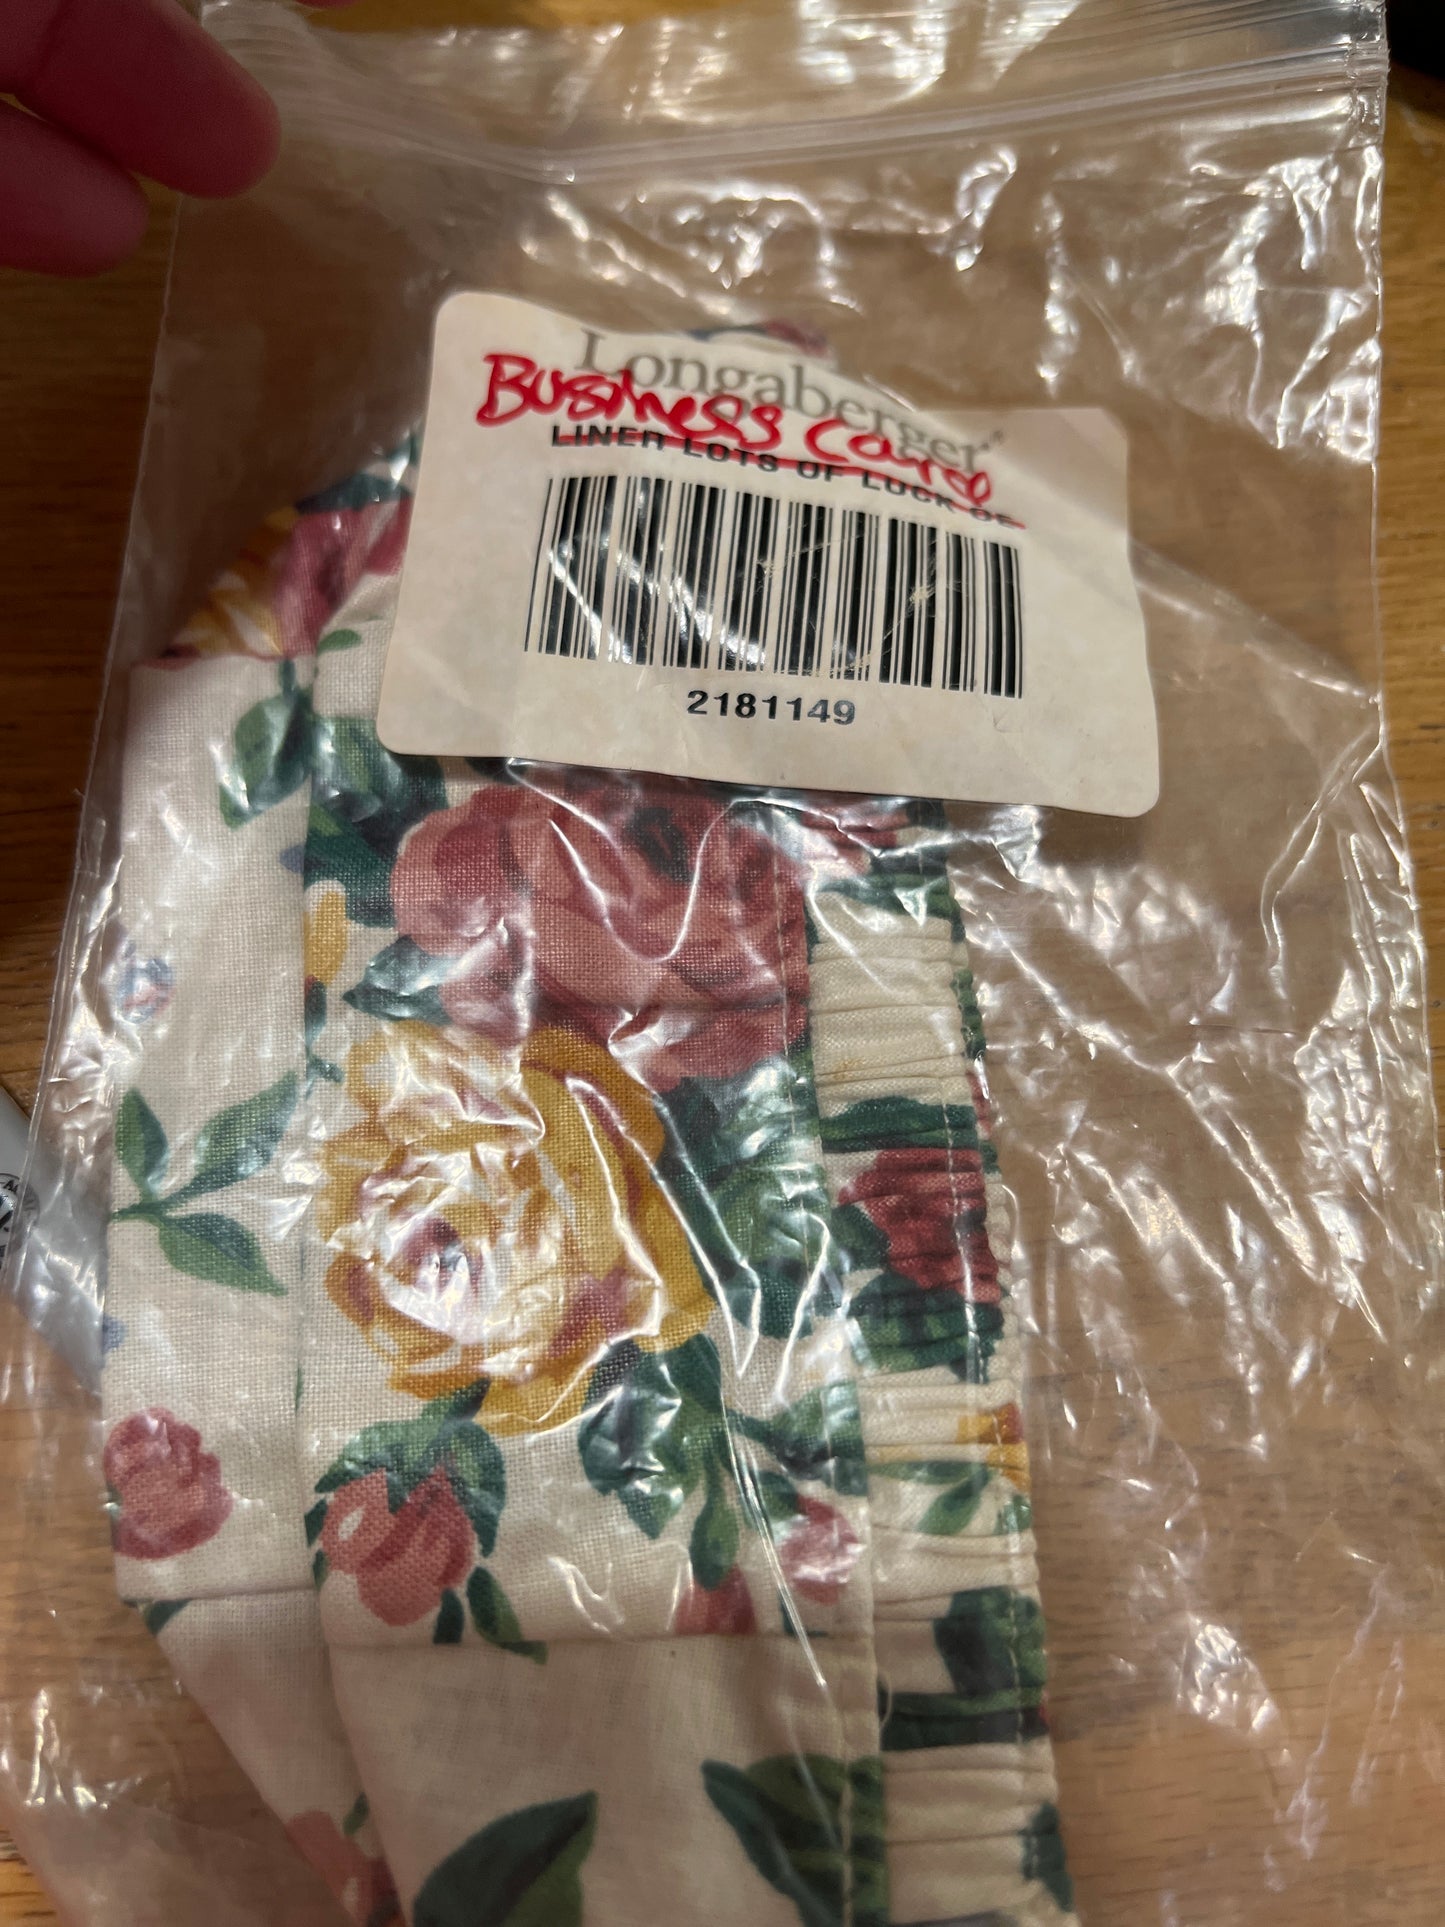 Longaberger®
Business Card
LINER LOTS OF LUCK OE
2181149